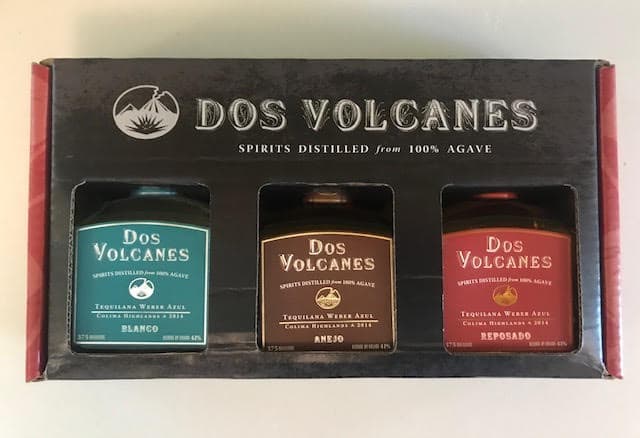 DOS VOLCANES
SPIRITS DISTILLED from 100% AGAVE
DOS
VOLCANES
SPIRITS DISTILLED from 100% AGAVE
TEQUILANA WEBER AZUL
COLIMA HIGHLANDS 2014
BLANCO
DOS
VOLCANES
SPIRITS DISTILLED from 100% AGAVE
TEQUILANA WEBER AZUL
COLIMA HIGHLANDS 2014
AÑEJO
DOS
VOLCANES
SPIRITS DISTILLED from 100% AGAVE
TEQUILANA WEBER AZUL
COLIMA HIGHLANDS 2014
REPOSADO